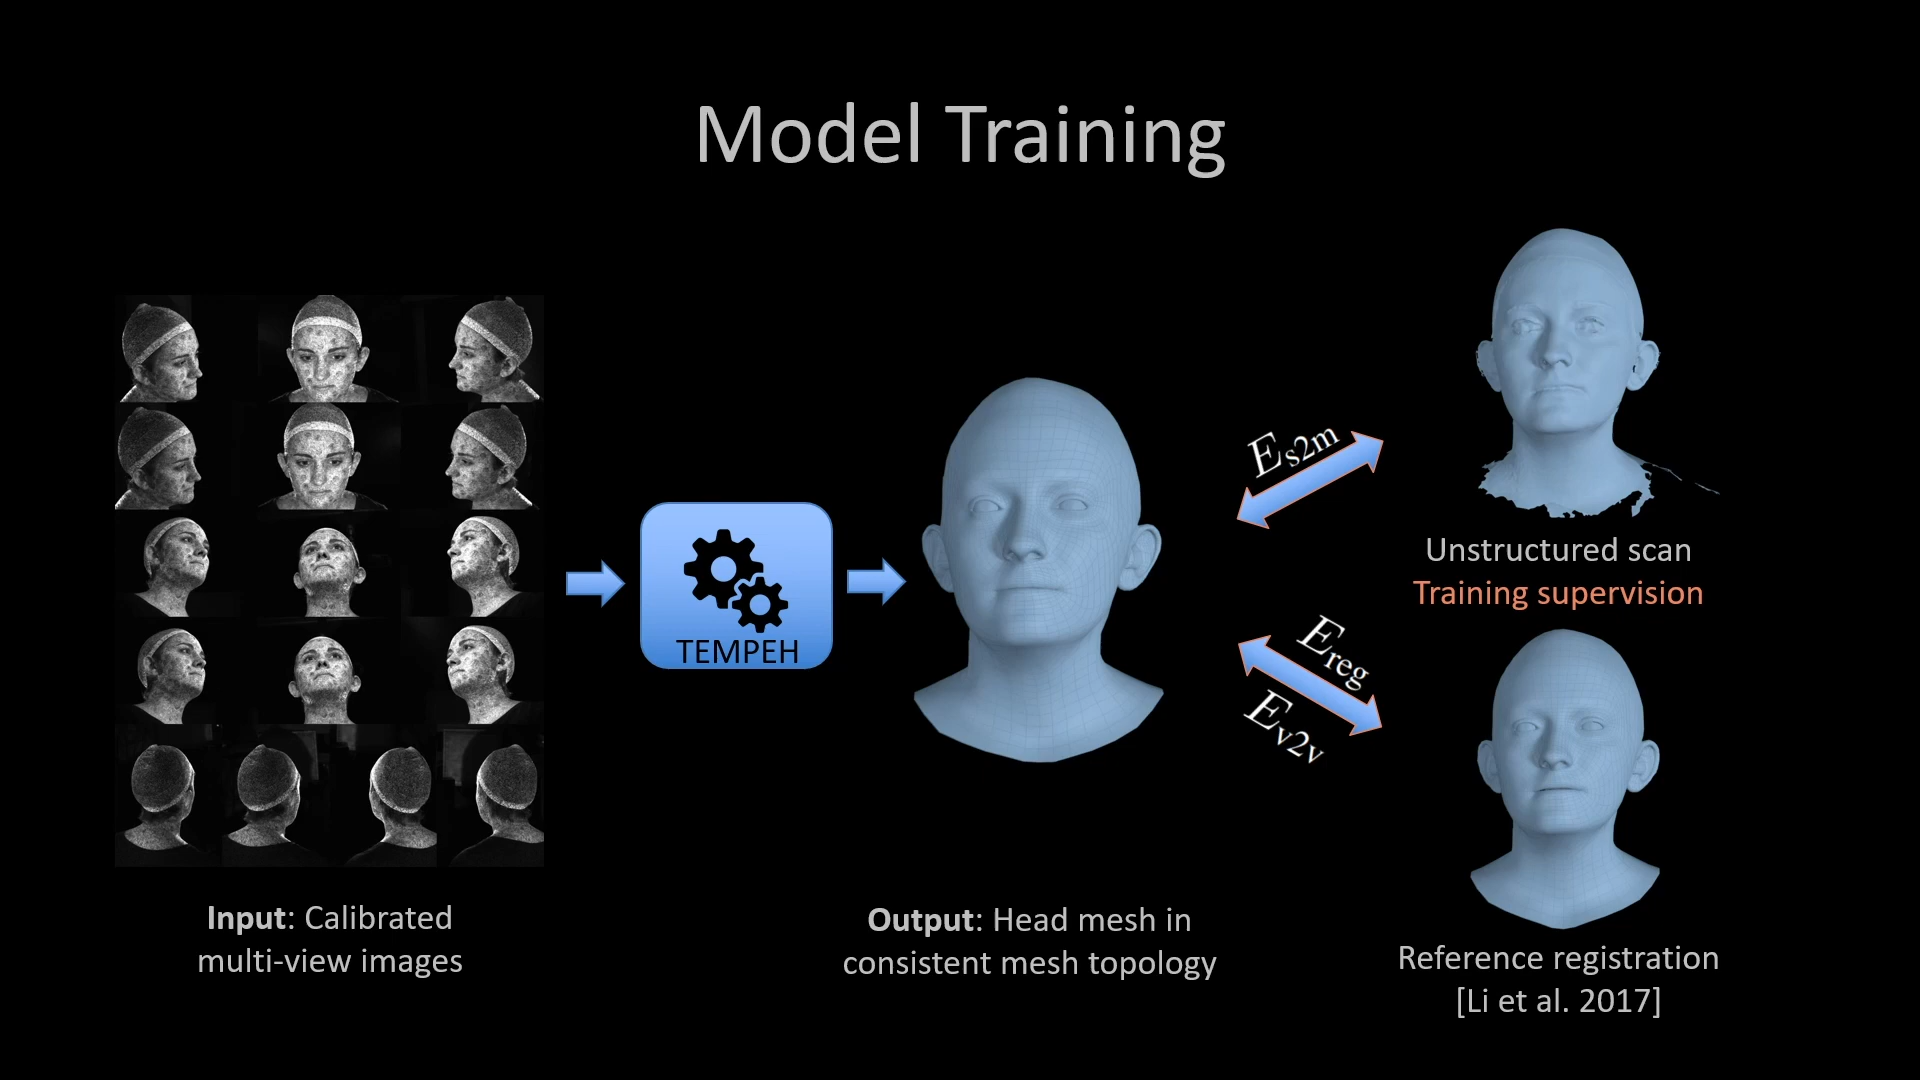 Model Training
TEMPEH
Input: Calibrated
multi-view images
Output: Head mesh in
consistent mesh topology
Es2m
Unstructured scan
Training supervision
Ereg
Ev2v
Reference registration
[Li et al. 2017]